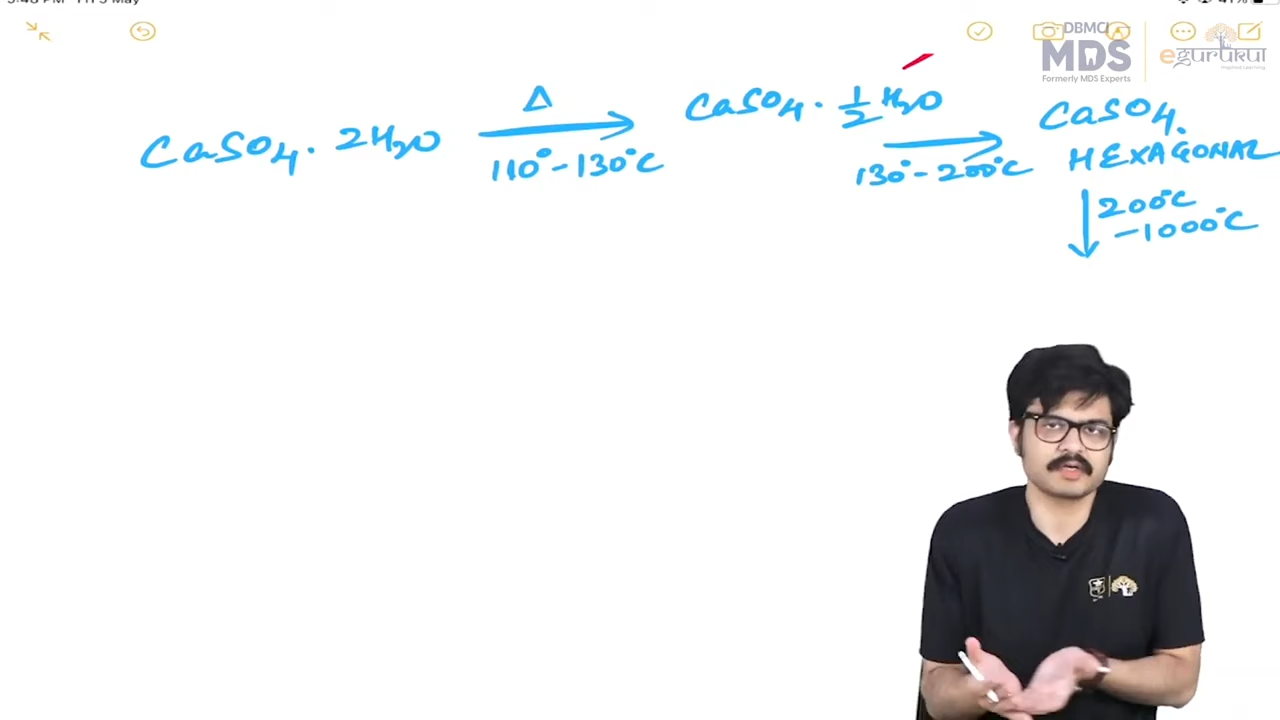 DBMCI
MDS
Formerly MDS Experts
egurukul
CaSO4. 2H2O
Δ
110°-130°C
CaSO4. 1/2 H2O
130°-200°C
CaSO4.
HEXAGONAL
200°C
-1000°C